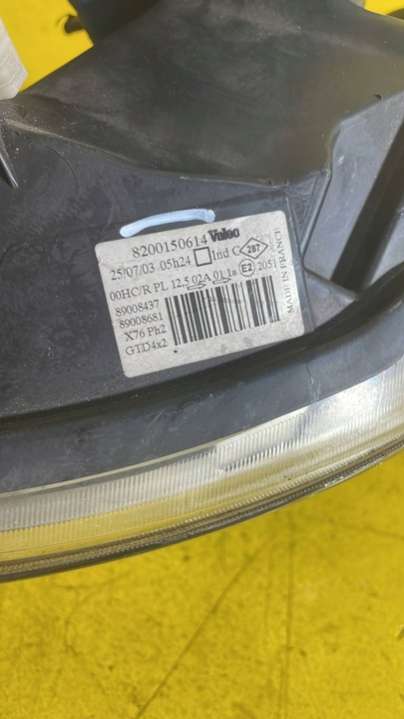 8200150614 Valeo
25/07/03 05h24 Ind C 287
00HC/R PL 12.5 02A 01 1a E2 2051
89008437
89008681
X76 Ph2
GTD4x2
MADE IN FRANCE